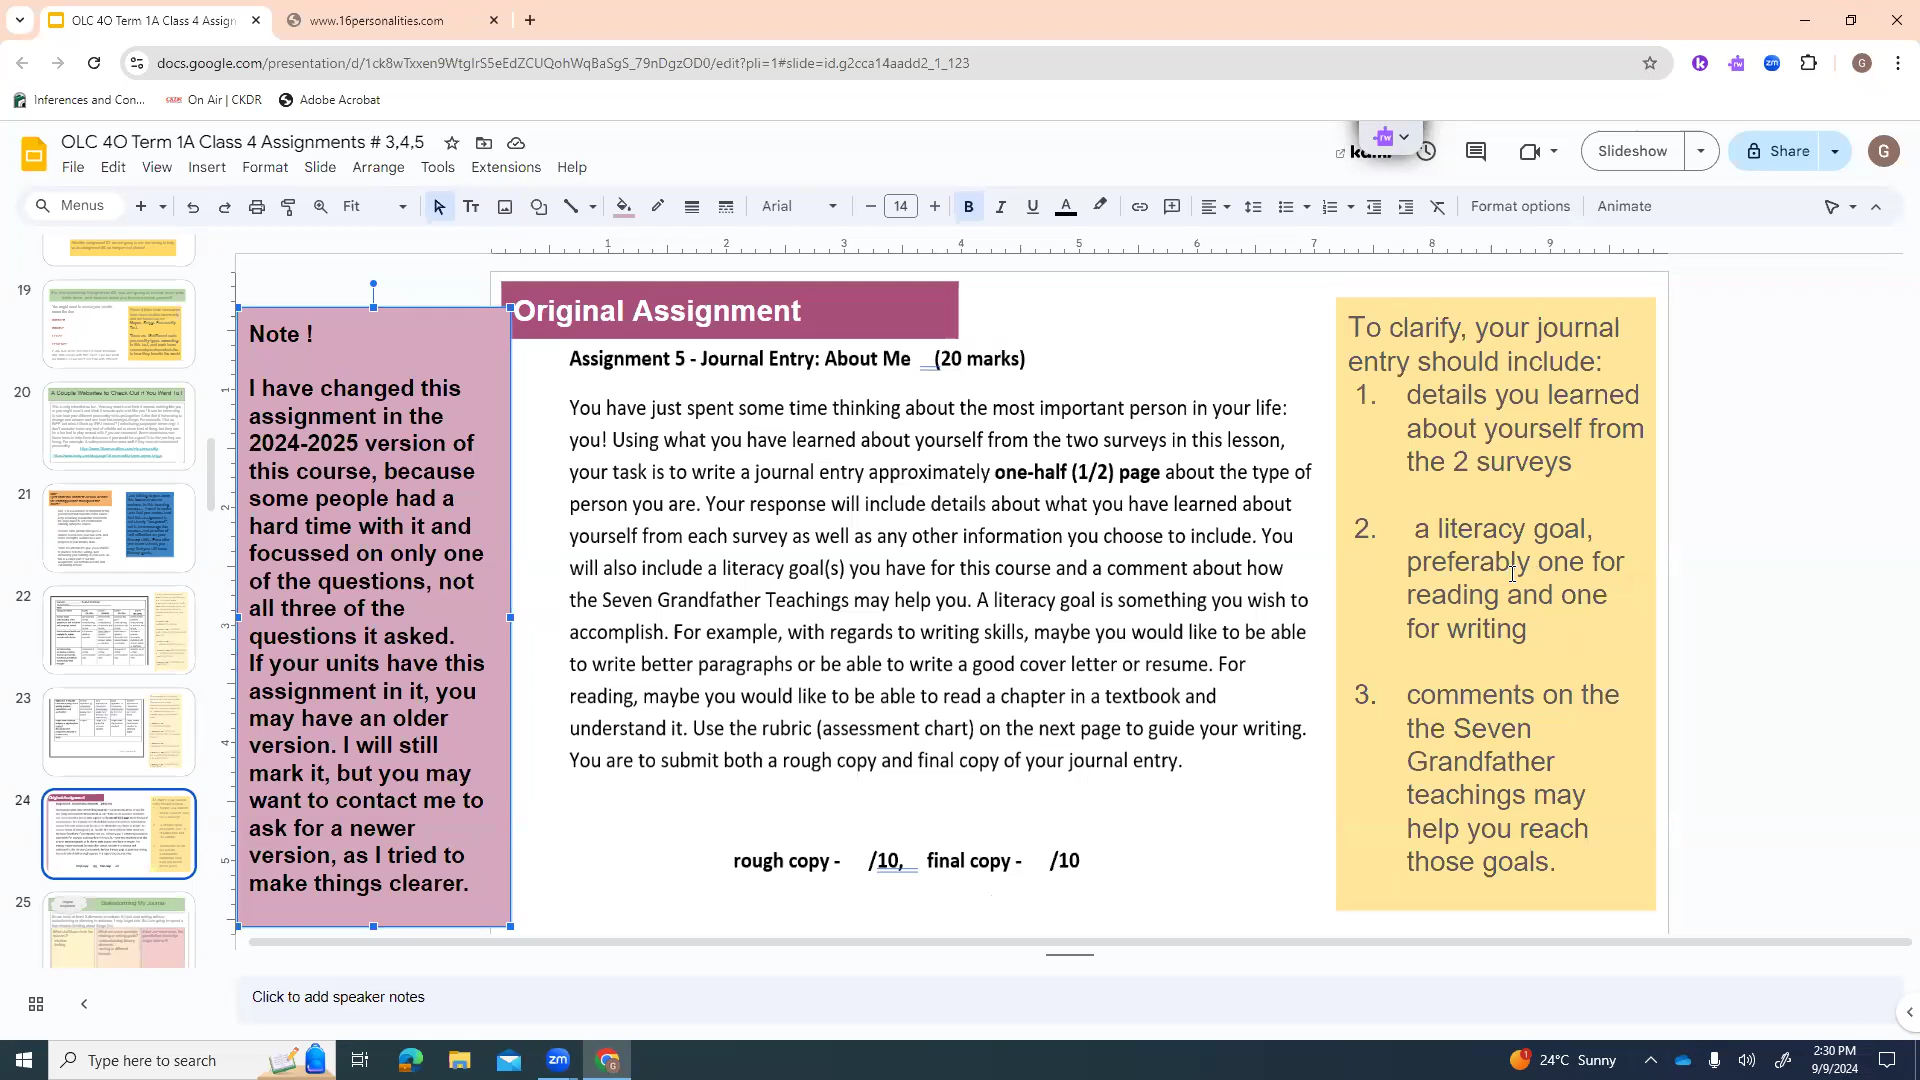 OLC 4O Term 1A Class 4 Assign
www.16personalities.com
docs.google.com/presentation/d/1ck8wTxxen9WtgIrS5eEdZCUQohWqBaSgS_79nDgzOD0/edit?pli=1#slide=id.g2cca14aadd2_1_123
Inferences and Con...
On Air | CKDR
Adobe Acrobat
OLC 4O Term 1A Class 4 Assignments # 3,4,5
File Edit View Insert Format Slide Arrange Tools Extensions Help
Slideshow
Share
G
Menus
Fit
Arial
14
Format options
Animate
19
20
A Couple Websites to Check Out if You Want To !
21
22
23
24
25
Brainstorming My Journal
Note !
I have changed this
assignment in the
2024-2025 version of
this course, because
some people had a
hard time with it and
focussed on only one
of the questions, not
all three of the
questions it asked.
If your units have this
assignment in it, you
may have an older
version. I will still
mark it, but you may
want to contact me to
ask for a newer
version, as I tried to
make things clearer.
Original Assignment
Assignment 5 - Journal Entry: About Me   (20 marks)
You have just spent some time thinking about the most important person in your life:
you! Using what you have learned about yourself from the two surveys in this lesson,
your task is to write a journal entry approximately one-half (1/2) page about the type of
person you are. Your response will include details about what you have learned about
yourself from each survey as well as any other information you choose to include. You
will also include a literacy goal(s) you have for this course and a comment about how
the Seven Grandfather Teachings may help you. A literacy goal is something you wish to
accomplish. For example, with regards to writing skills, maybe you would like to be able
to write better paragraphs or be able to write a good cover letter or resume. For
reading, maybe you would like to be able to read a chapter in a textbook and
understand it. Use the rubric (assessment chart) on the next page to guide your writing.
You are to submit both a rough copy and final copy of your journal entry.
rough copy -    /10,   final copy -    /10
To clarify, your journal
entry should include:
1. details you learned
about yourself from
the 2 surveys
2. a literacy goal,
preferably one for
reading and one
for writing
3. comments on the
the Seven
Grandfather
teachings may
help you reach
those goals.
Click to add speaker notes
Type here to search
24°C Sunny
2:30 PM
9/9/2024